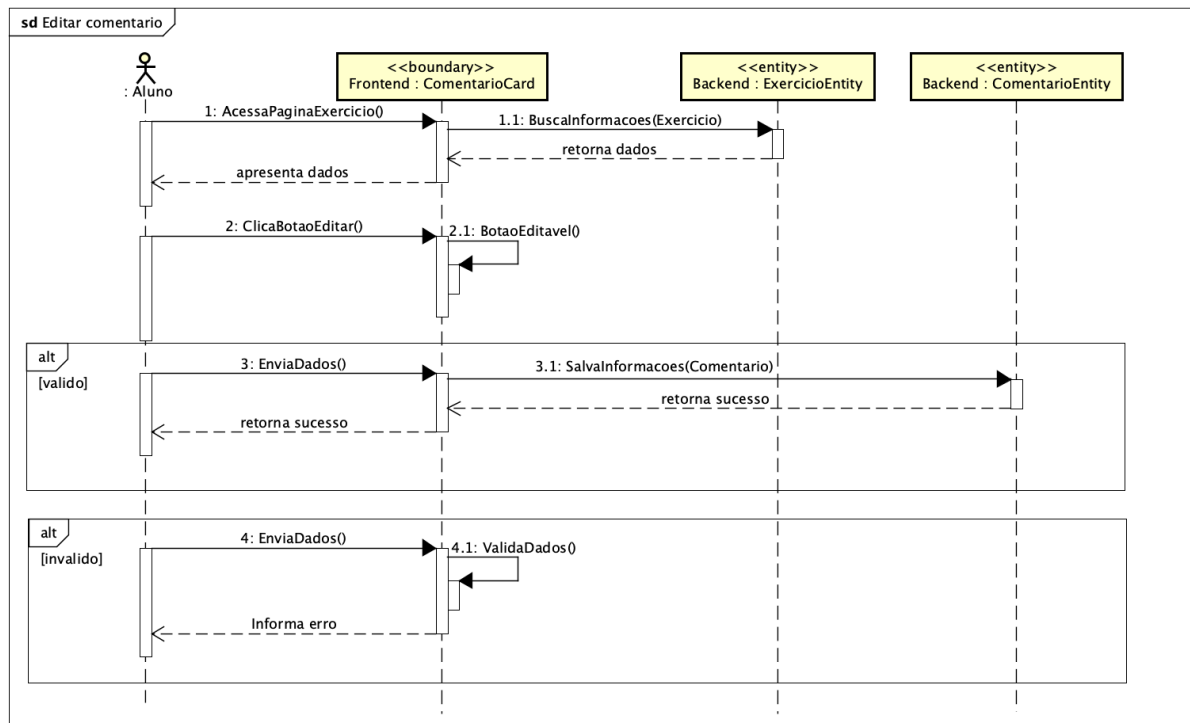 sd Editar comentario
: Aluno
<<boundary>>
Frontend : ComentarioCard
<<entity>>
Backend : ExercicioEntity
<<entity>>
Backend : ComentarioEntity
1: AcessaPaginaExercicio()
1.1: BuscaInformacoes(Exercicio)
retorna dados
apresenta dados
2: ClicaBotaoEditar()
2.1: BotaoEditavel()
alt
[valido]
3: EnviaDados()
3.1: SalvaInformacoes(Comentario)
retorna sucesso
retorna sucesso
alt
[invalido]
4: EnviaDados()
4.1: ValidaDados()
Informa erro